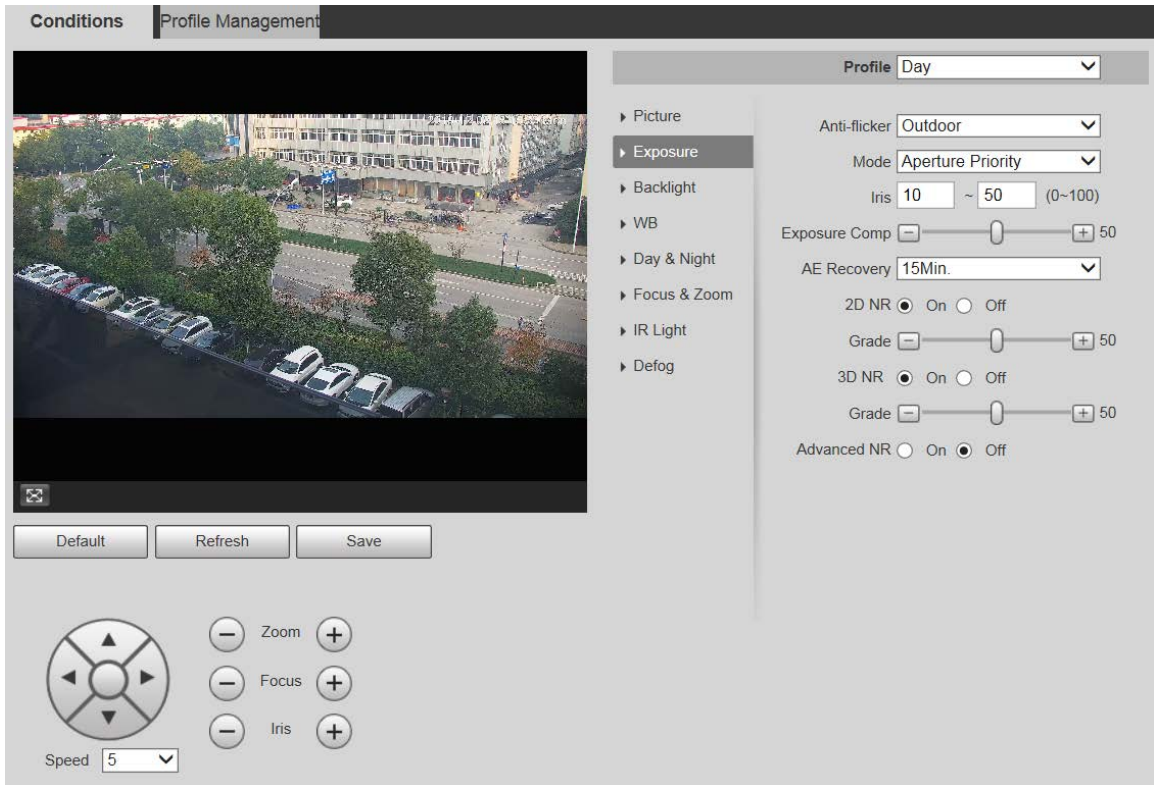 Conditions Profile Management
Profile Day
Picture
Exposure
Backlight
WB
Day & Night
Focus & Zoom
IR Light
Defog
Anti-flicker Outdoor
Mode Aperture Priority
Iris 10 ~ 50 (0~100)
Exposure Comp 50
AE Recovery 15Min.
2D NR On Off
Grade 50
3D NR On Off
Grade 50
Advanced NR On Off
Default Refresh Save
Zoom
Focus
Iris
Speed 5